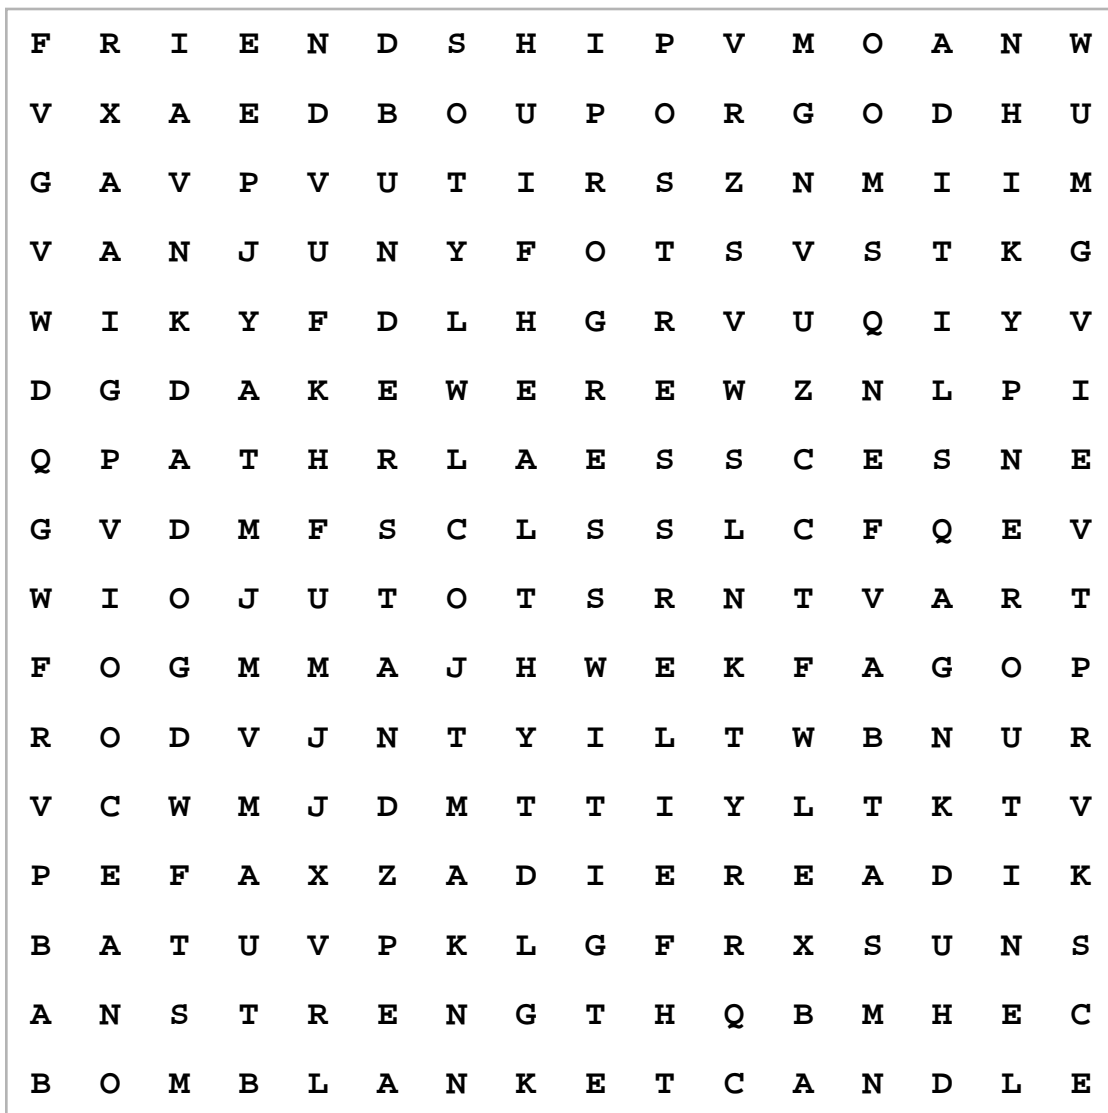 F R I E N D S H I P V M O A N W
V X A E D B O U P O R G O D H U
G A V P V U T I R S Z N M I I M
V A N J U N Y F O T S V S T K G
W I K Y F D L H G R V U Q I Y V
D G D A K E W E R E W Z N L P I
Q P A T H R L A E S S C E S N E
G V D M F S C L S S L C F Q E V
W I O J U T O T S R N T V A R T
F O G M M A J H W E K F A G O P
R O D V J N T Y I L T W B N U R
V C W M J D M T T I Y L T K T V
P E F A X Z A D I E R E A D I K
B A T U V P K L G F R X S U N S
A N S T R E N G T H Q B M H E C
B O M B L A N K E T C A N D L E